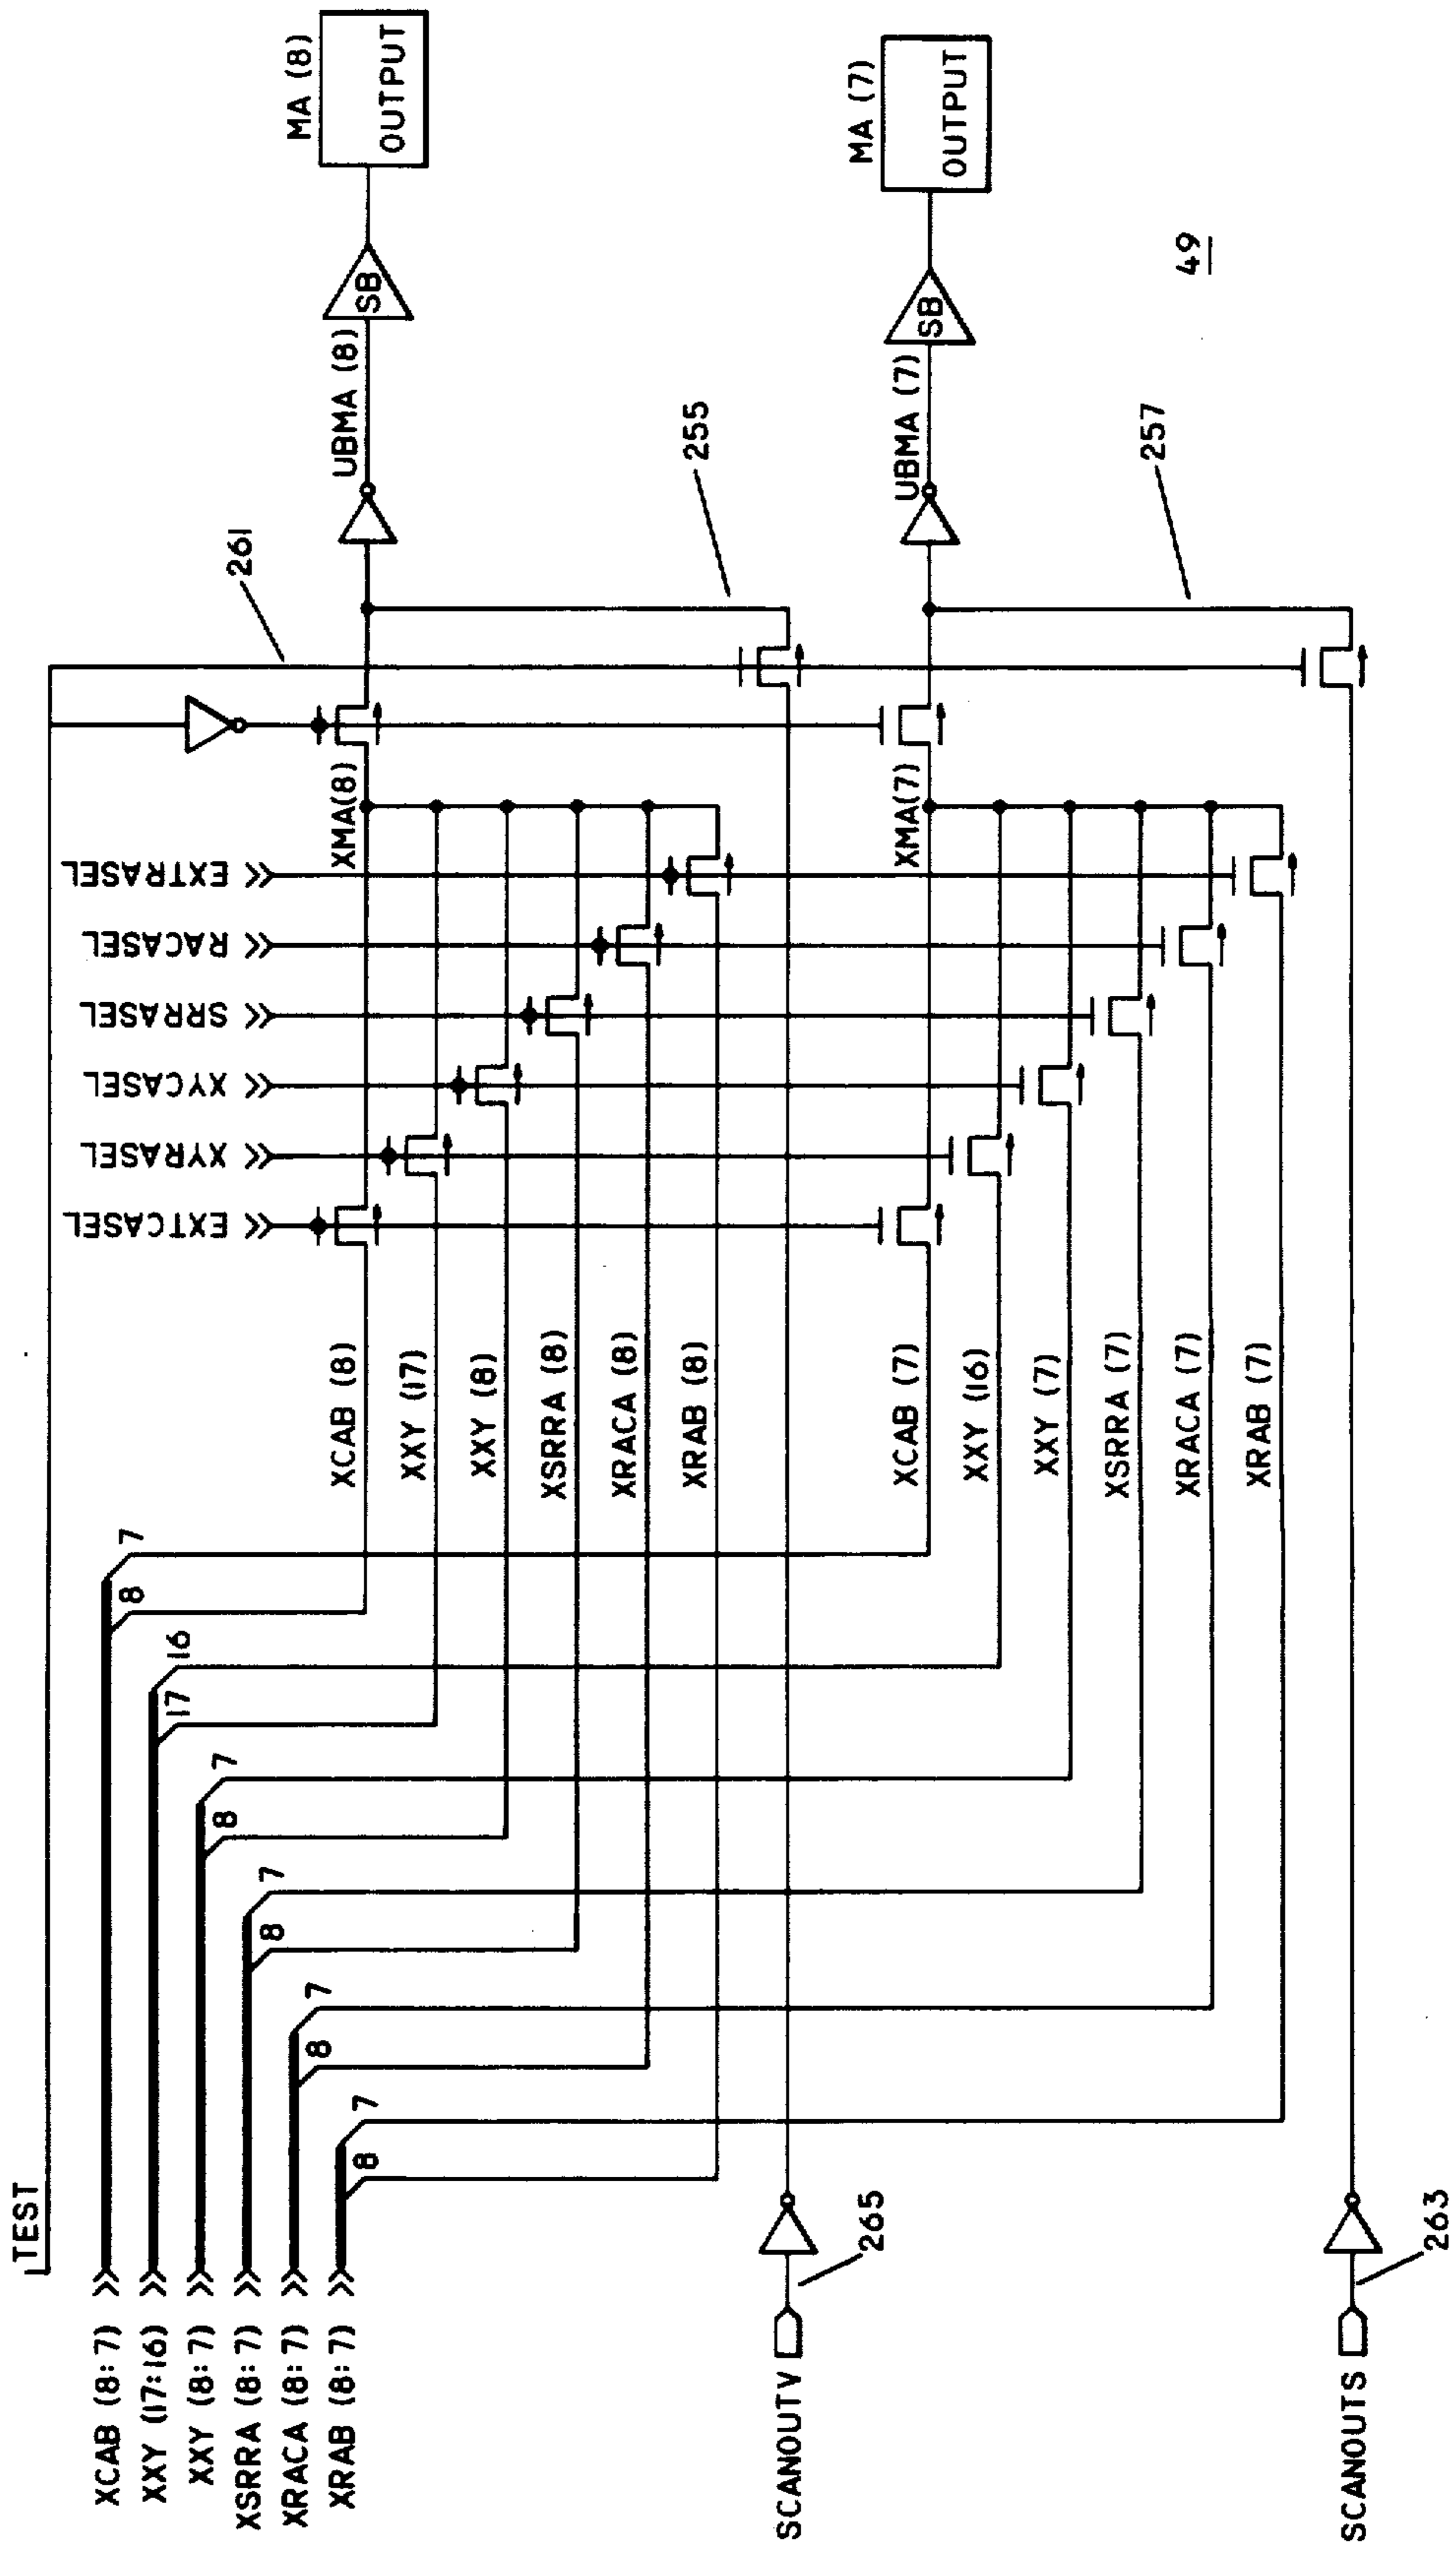 TEST
XCAB (8:7)
XXY (17:16)
XXY (8:7)
XSRRA (8:7)
XRACA (8:7)
XRAB (8:7)
8
7
17
16
8
7
8
7
8
7
8
7
EXTCASEL
XYRASEL
XYCASEL
SRRASEL
RACASEL
EXTRASEL
261
XCAB (8)
XXY (17)
XXY (8)
XSRRA (8)
XRACA (8)
XRAB (8)
XMA(8)
UBMA (8)
SB
MA (8)
OUTPUT
SCANOUTV
265
255
XCAB (7)
XXY (16)
XXY (7)
XSRRA (7)
XRACA (7)
XRAB (7)
XMA(7)
UBMA (7)
SB
MA (7)
OUTPUT
SCANOUTS
263
257
49